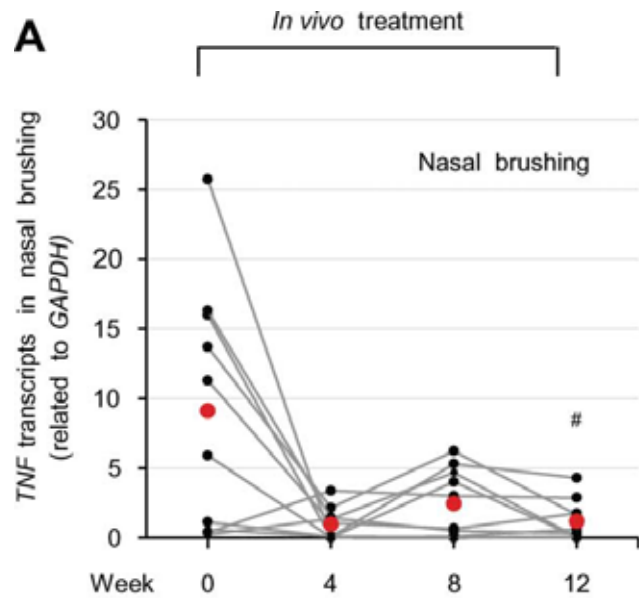 In vivo treatment
A
TNF transcripts in nasal brushing
(related to GAPDH)
30
25
20
15
10
5
0
Nasal brushing
#
Week 0 4 8 12